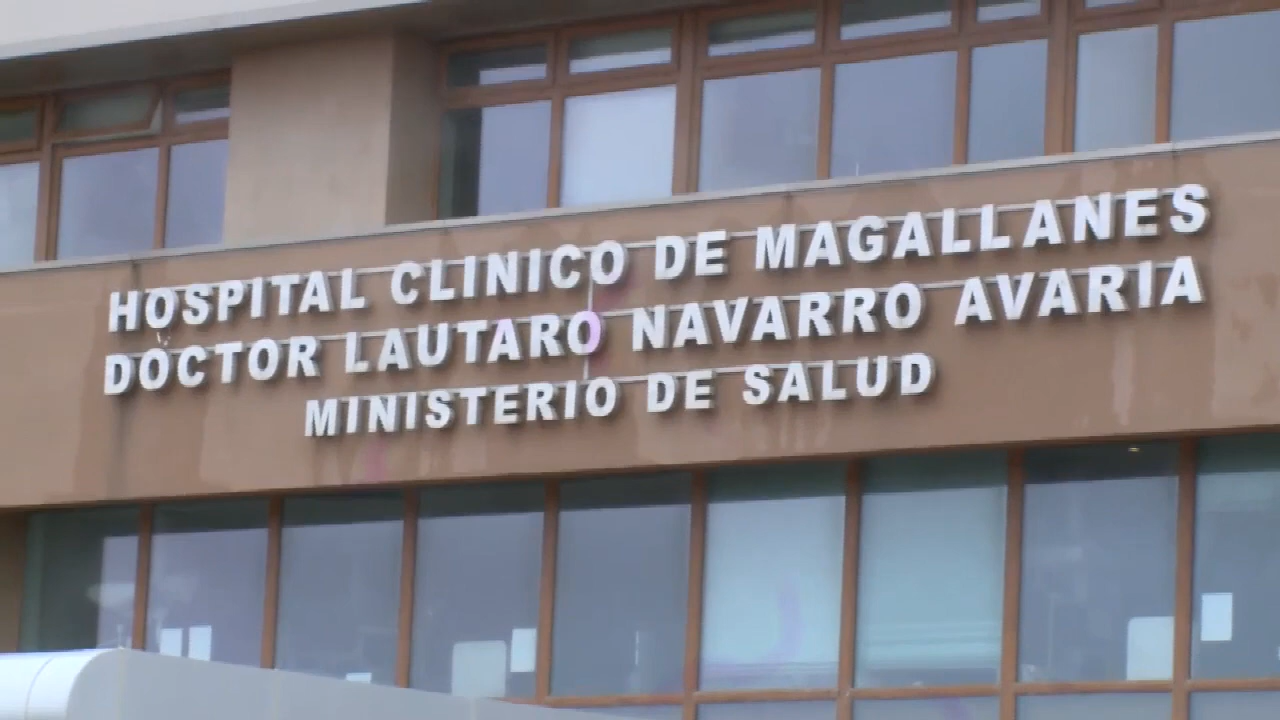 HOSPITAL CLINICO DE MAGALLANES
DOCTOR LAUTARO NAVARRO AVARIA
MINISTERIO DE SALUD